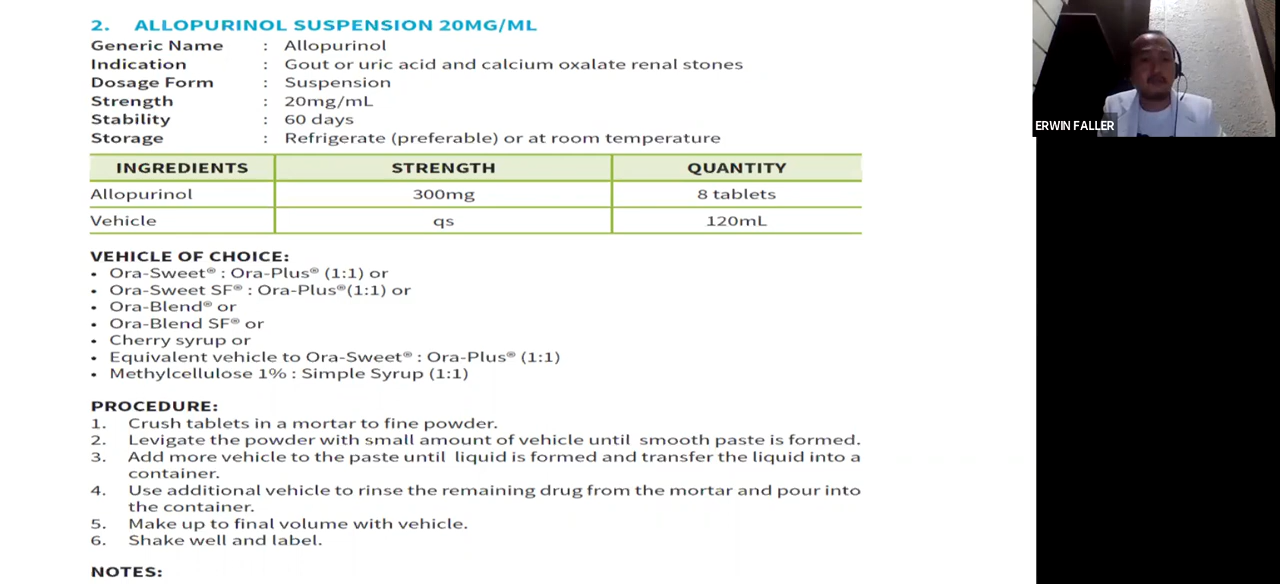 2. ALLOPURINOL SUSPENSION 20MG/ML
Generic Name : Allopurinol
Indication : Gout or uric acid and calcium oxalate renal stones
Dosage Form : Suspension
Strength : 20mg/mL
Stability : 60 days
Storage : Refrigerate (preferable) or at room temperature
INGREDIENTS STRENGTH QUANTITY
Allopurinol 300mg 8 tablets
Vehicle qs 120mL
VEHICLE OF CHOICE:
• Ora-Sweet® : Ora-Plus® (1:1) or
• Ora-Sweet SF® : Ora-Plus®(1:1) or
• Ora-Blend® or
• Ora-Blend SF® or
• Cherry syrup or
• Equivalent vehicle to Ora-Sweet® : Ora-Plus® (1:1)
• Methylcellulose 1% : Simple Syrup (1:1)
PROCEDURE:
1. Crush tablets in a mortar to fine powder.
2. Levigate the powder with small amount of vehicle until smooth paste is formed.
3. Add more vehicle to the paste until liquid is formed and transfer the liquid into a
container.
4. Use additional vehicle to rinse the remaining drug from the mortar and pour into
the container.
5. Make up to final volume with vehicle.
6. Shake well and label.
NOTES:
ERWIN FALLER